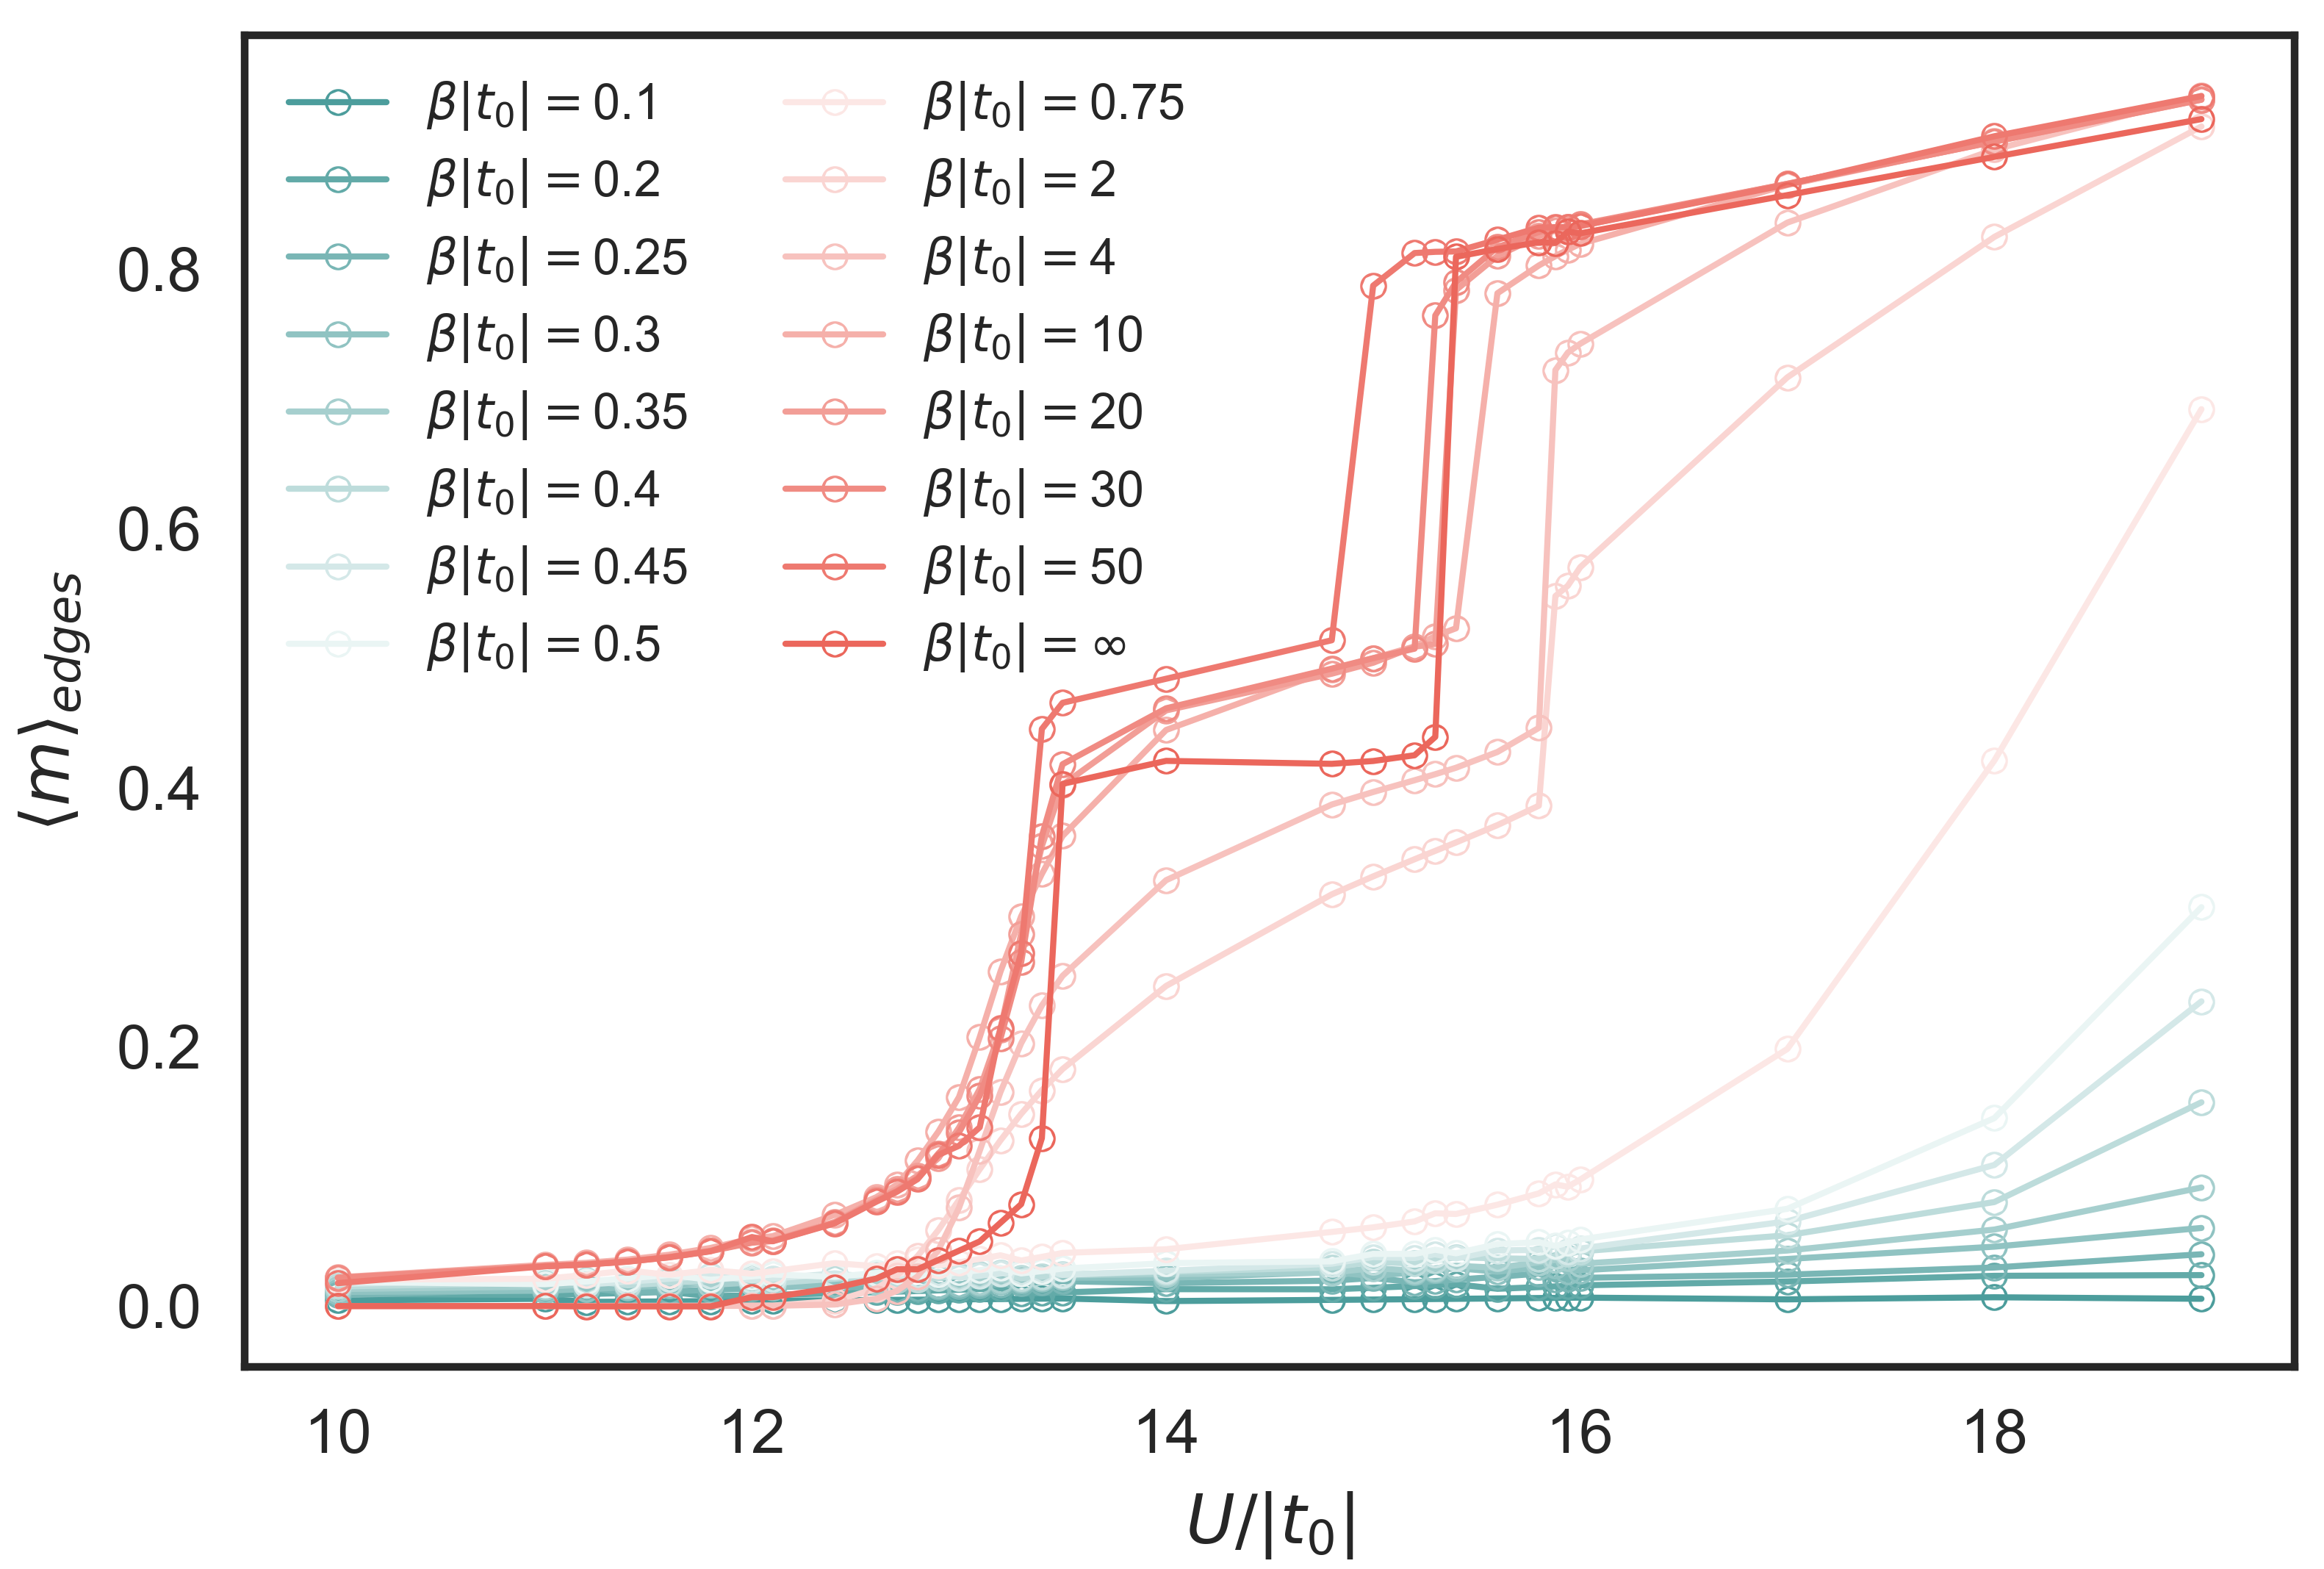 β|t₀| = 0.1
β|t₀| = 0.2
β|t₀| = 0.25
β|t₀| = 0.3
β|t₀| = 0.35
β|t₀| = 0.4
β|t₀| = 0.45
β|t₀| = 0.5
β|t₀| = 0.75
β|t₀| = 2
β|t₀| = 4
β|t₀| = 10
β|t₀| = 20
β|t₀| = 30
β|t₀| = 50
β|t₀| = ∞
⟨m⟩edges
0.8
0.6
0.4
0.2
0.0
10 12 14 16 18
U/|t₀|